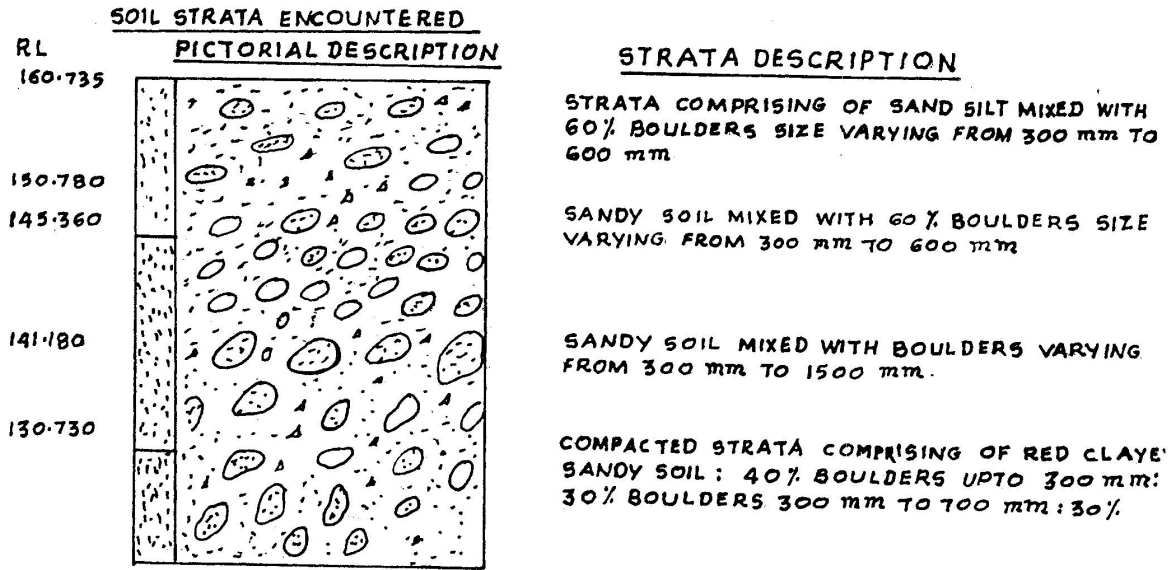 SOIL STRATA ENCOUNTERED
RL PICTORIAL DESCRIPTION
STRATA DESCRIPTION
160.735
STRATA COMPRISING OF SAND SILT MIXED WITH
60% BOULDERS SIZE VARYING FROM 300 mm TO
600 mm
150.780
145.360
SANDY SOIL MIXED WITH 60% BOULDERS SIZE
VARYING FROM 300 mm TO 600 mm
141.180
SANDY SOIL MIXED WITH BOULDERS VARYING
FROM 300 mm TO 1500 mm.
130.730
COMPACTED STRATA COMPRISING OF RED CLAYE
SANDY SOIL: 40% BOULDERS UPTO 300 mm:
30% BOULDERS 300 mm TO 700 mm: 30%